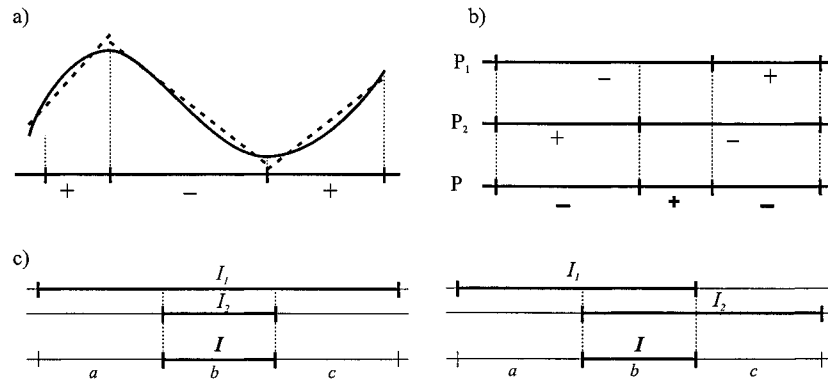 a)
+ − +
b)
P₁
− +
P₂
+ −
P
− + −
c)
I₁
I₂
I
a b c
I₁
I₂
I
a b c